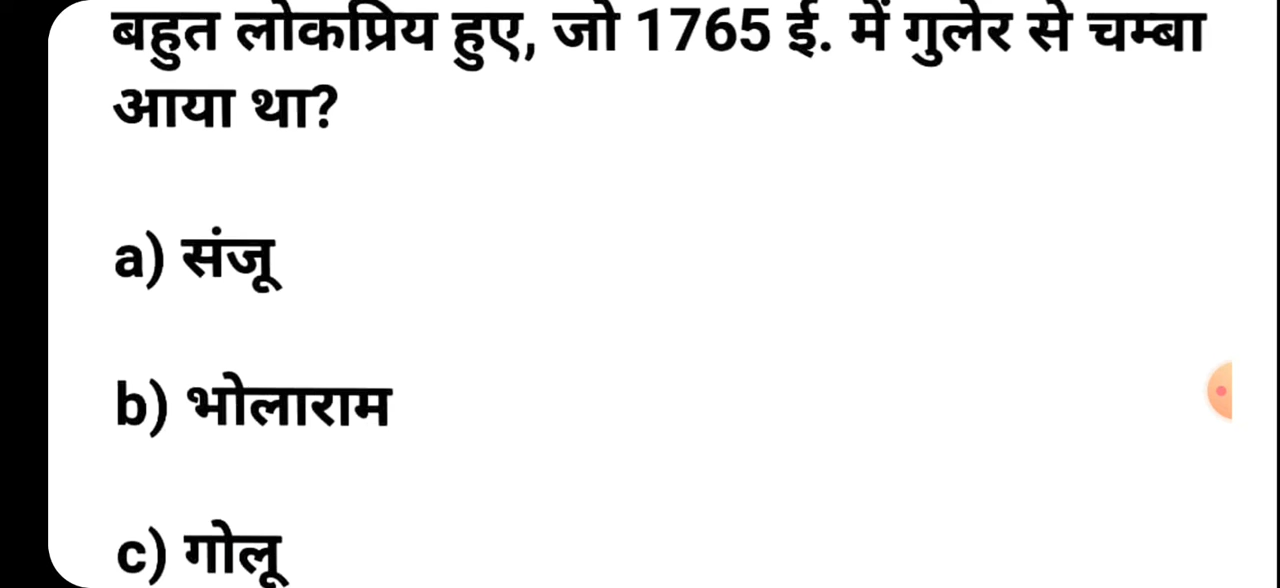 बहुत लोकप्रिय हुए, जो 1765 ई. में गुलेर से चम्बा
आया था?
a) संजू
b) भोलाराम
c) गोलू